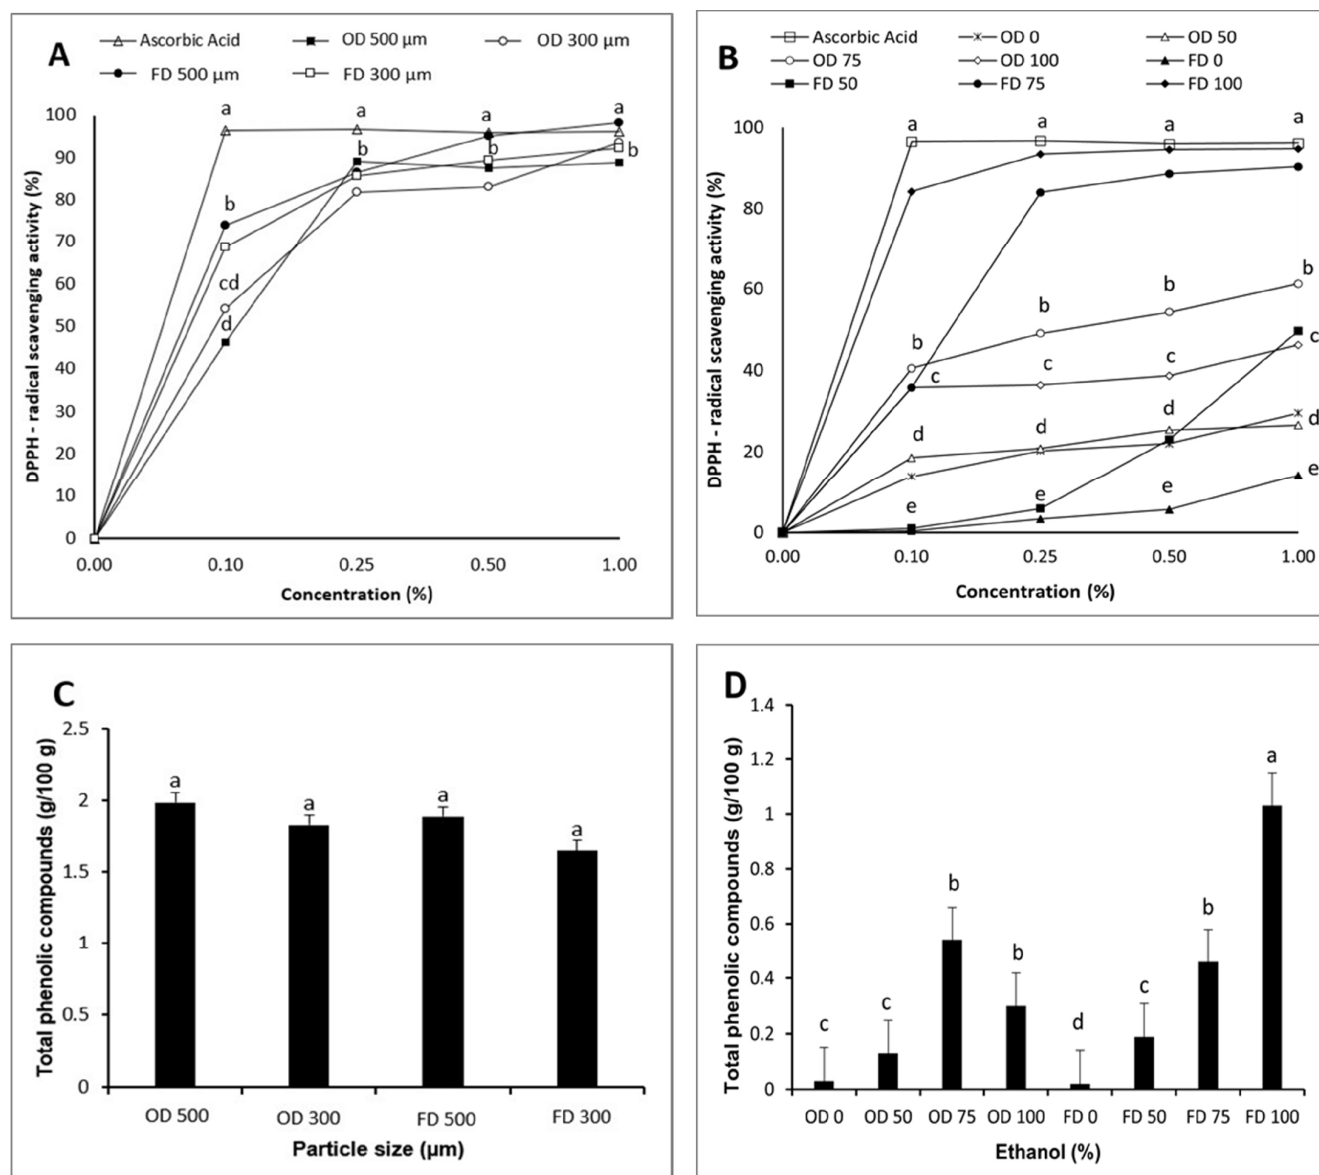 A
Ascorbic Acid OD 500 µm OD 300 µm
FD 500 µm FD 300 µm
DPPH - radical scavenging activity (%)
100
90
80
70
60
50
40
30
20
10
0
a a a a
b b b b
cd
d
0.00 0.10 0.25 0.50 1.00
Concentration (%)
B
Ascorbic Acid OD 0 OD 50
OD 75 OD 100 FD 0
FD 50 FD 75 FD 100
DPPH - radical scavenging activity (%)
100
80
60
40
20
0
a a a a
b b b b
c c c c
d d d d
e e e e
0.00 0.10 0.25 0.50 1.00
Concentration (%)
C
Total phenolic compounds (g/100 g)
2.5
2
1.5
1
0.5
0
a a a a
OD 500 OD 300 FD 500 FD 300
Particle size (µm)
D
Total phenolic compounds (g/100 g)
1.4
1.2
1
0.8
0.6
0.4
0.2
0
c c b b d c b a
OD 0 OD 50 OD 75 OD 100 FD 0 FD 50 FD 75 FD 100
Ethanol (%)